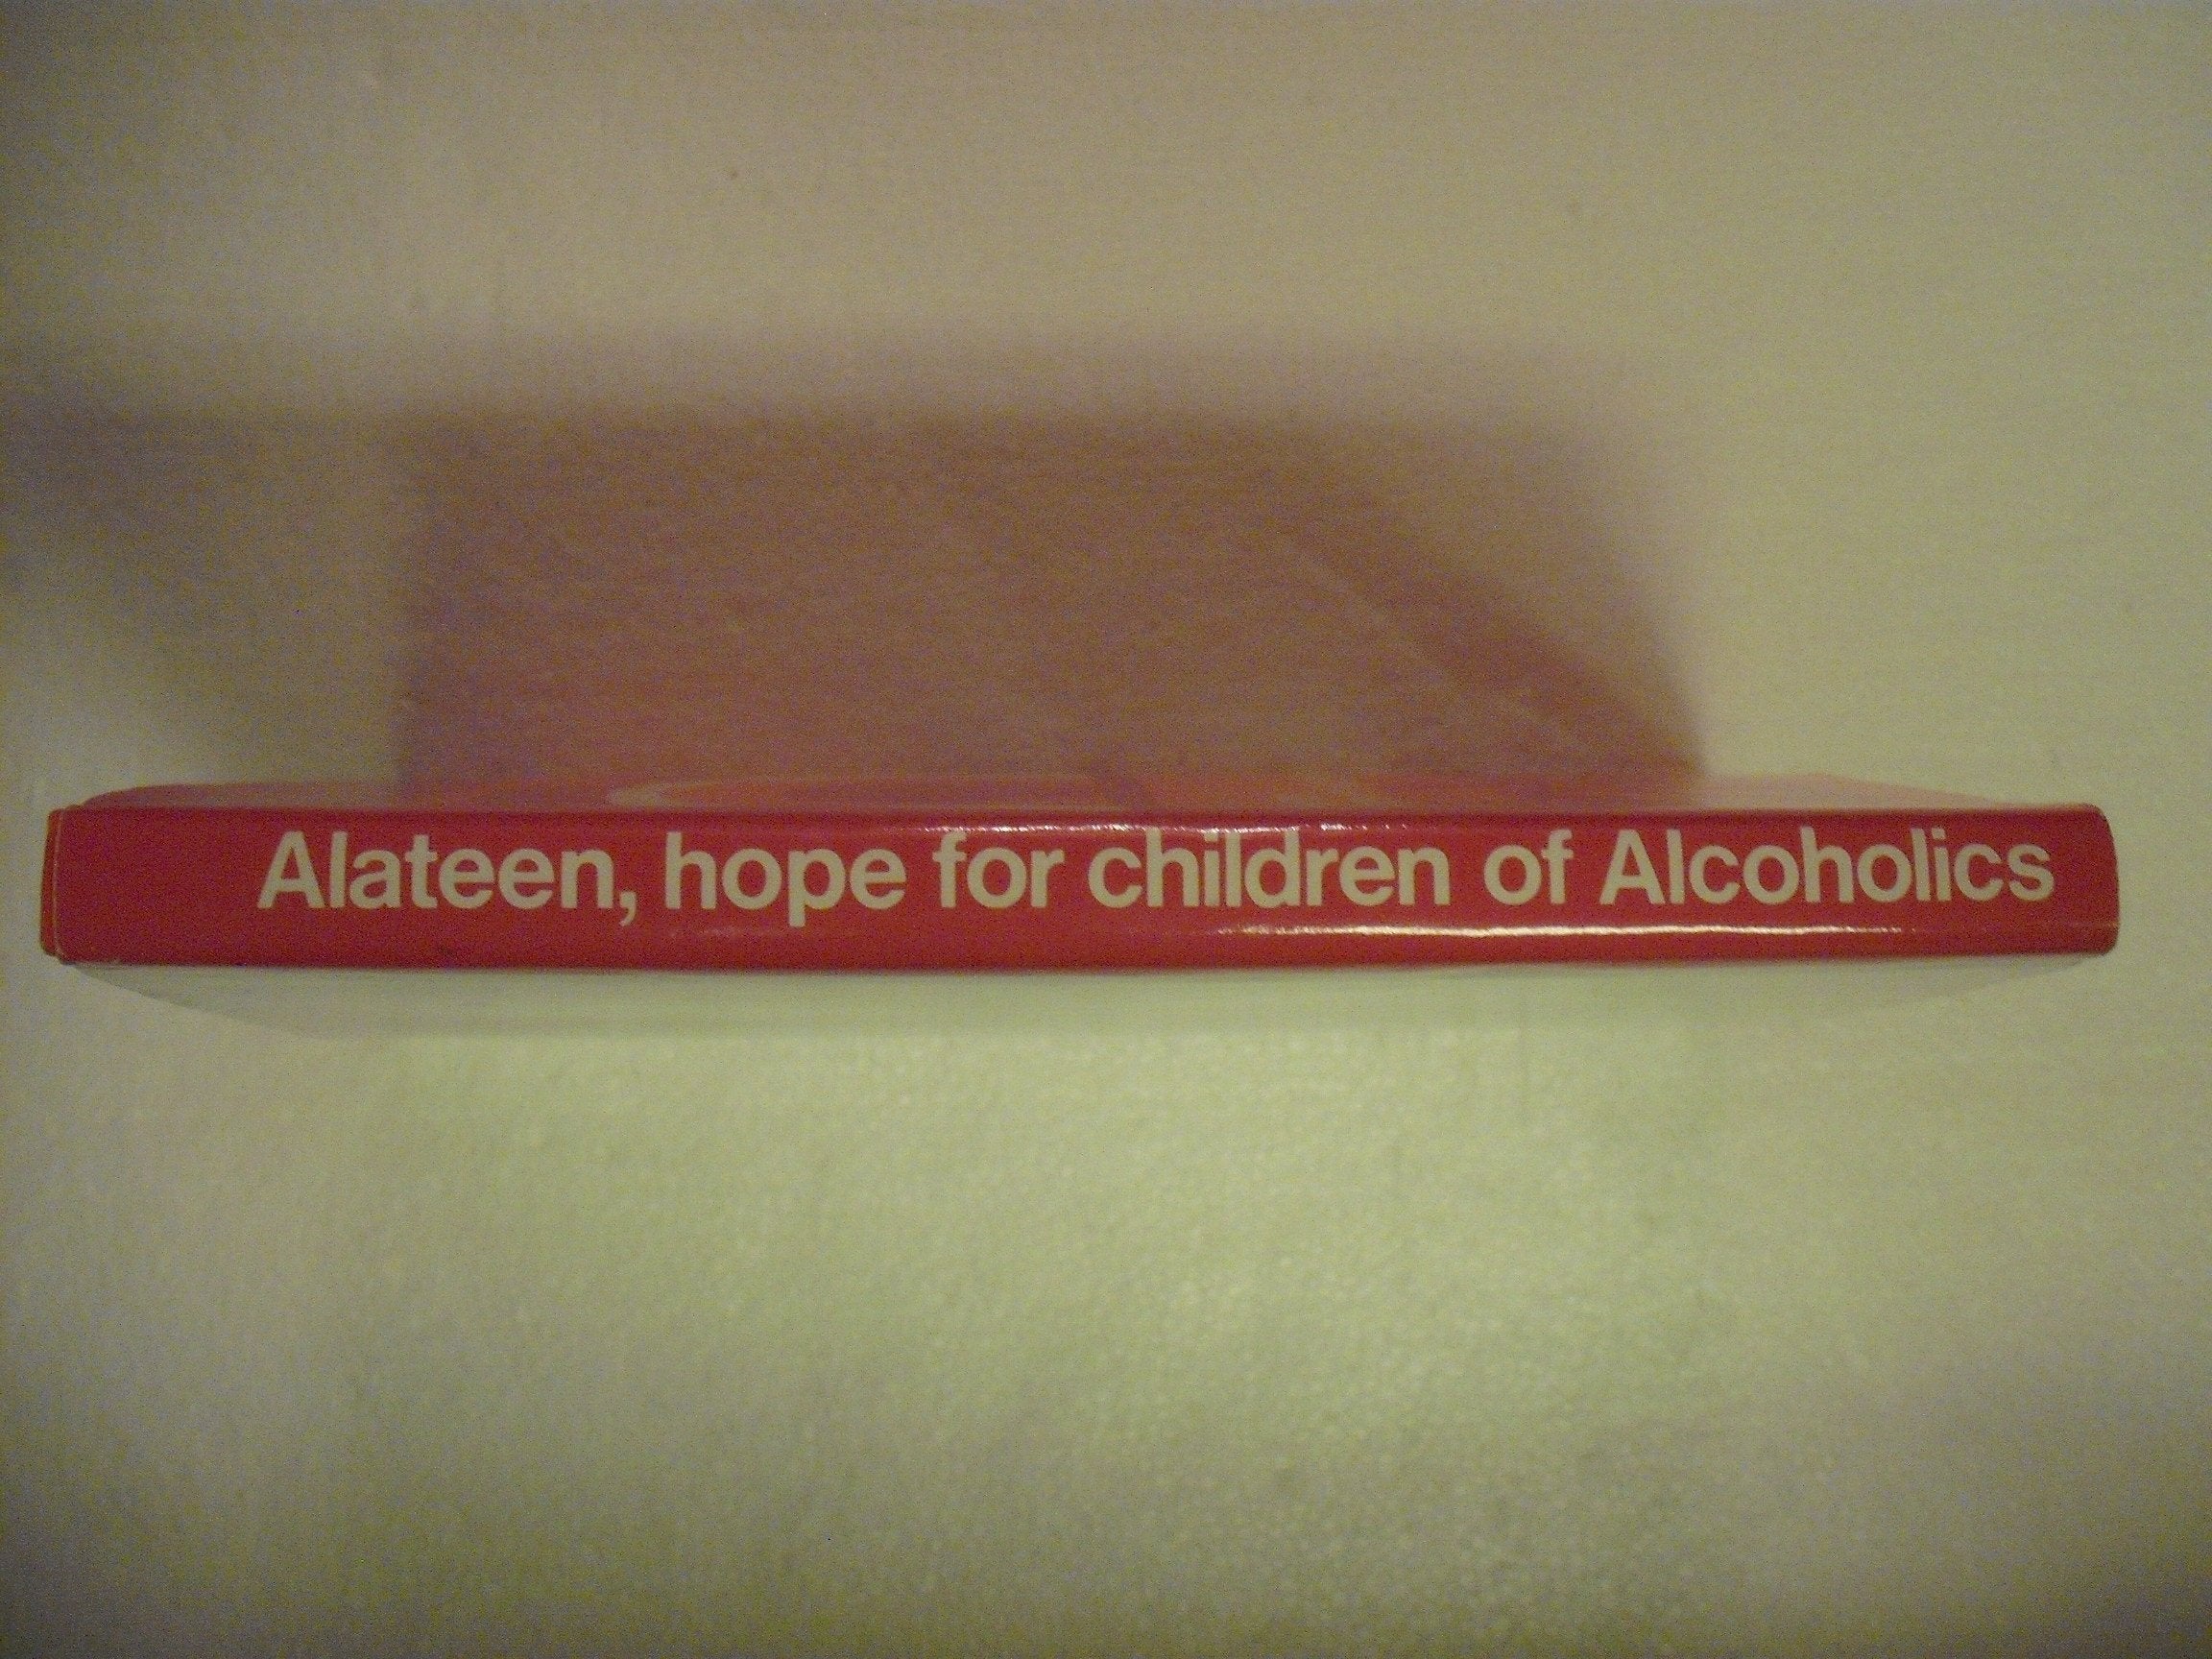 Alateen, hope for children of Alcoholics